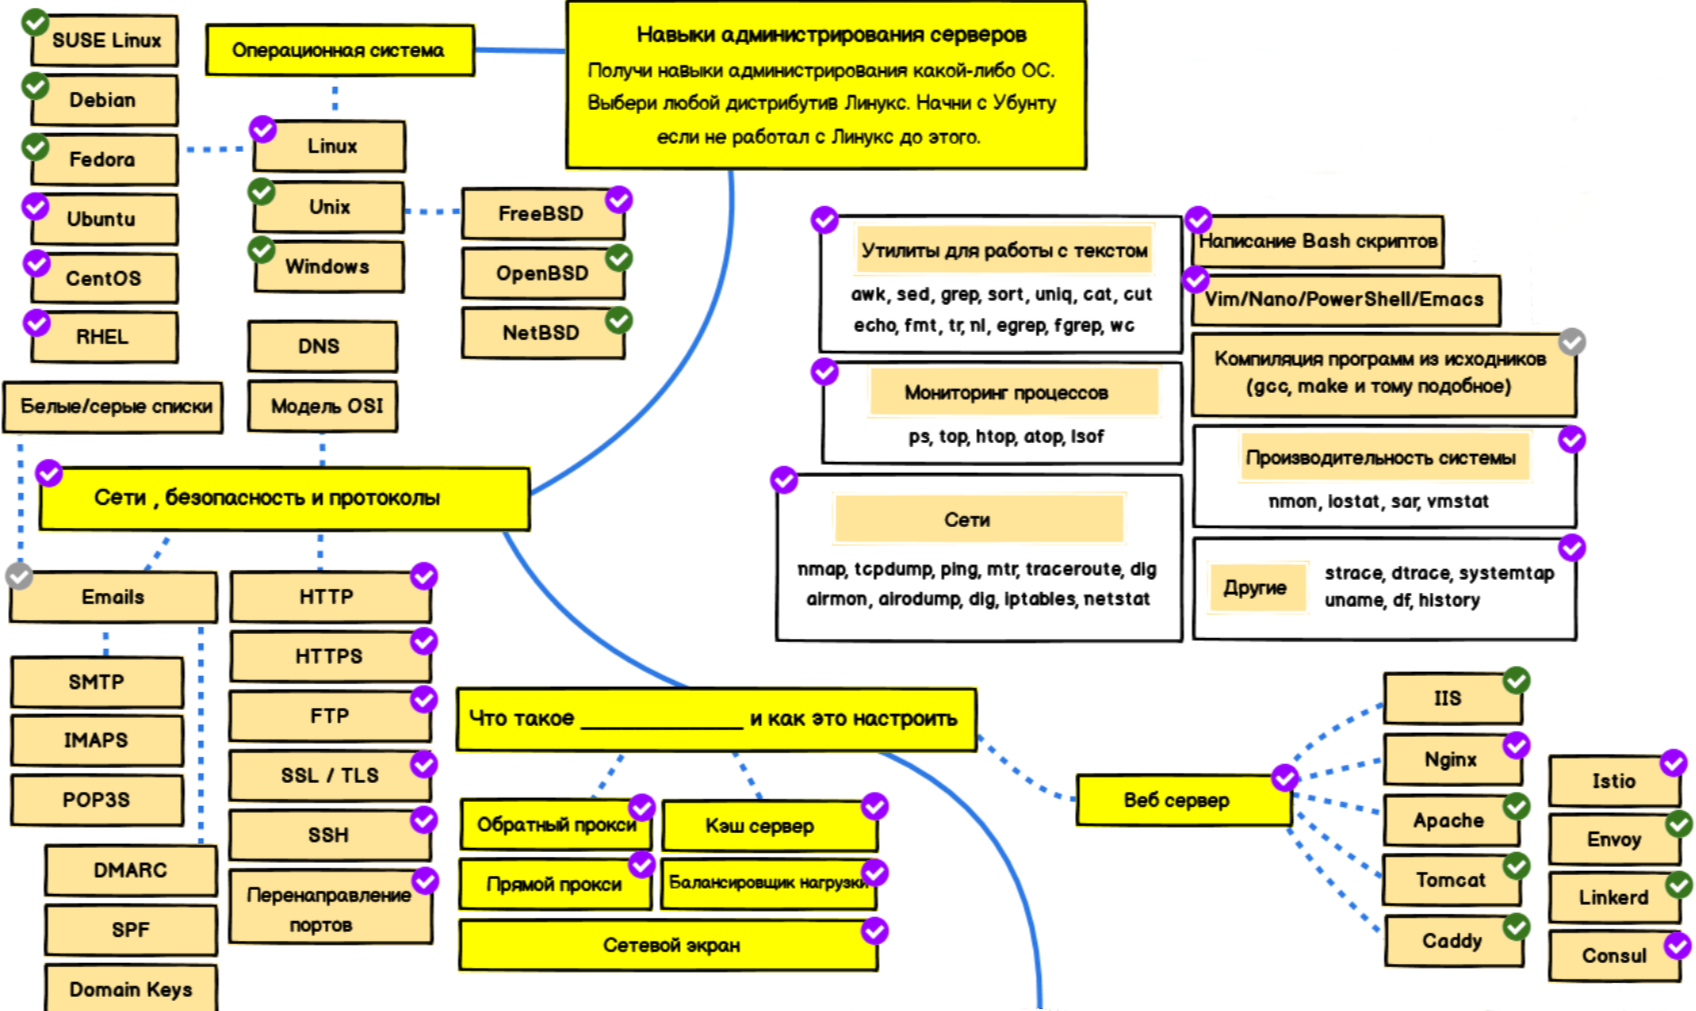 Навыки администрирования серверов
Получи навыки администрирования какой-либо ОС.
Выбери любой дистрибутив Линукс. Начни с Убунту
если не работал с Линукс до этого.
Операционная система
SUSE Linux
Debian
Fedora
Ubuntu
CentOS
RHEL
Linux
Unix
Windows
FreeBSD
OpenBSD
NetBSD
DNS
Модель OSI
Белые/серые списки
Сети , безопасность и протоколы
Emails
SMTP
IMAPS
POP3S
DMARC
SPF
Domain Keys
HTTP
HTTPS
FTP
SSL / TLS
SSH
Перенаправление
портов
Утилиты для работы с текстом
awk, sed, grep, sort, uniq, cat, cut
echo, fmt, tr, nl, egrep, fgrep, wc
Мониторинг процессов
ps, top, htop, atop, lsof
Сети
nmap, tcpdump, ping, mtr, traceroute, dig
airmon, airodump, dig, iptables, netstat
Написание Bash скриптов
Vim/Nano/PowerShell/Emacs
Компиляция программ из исходников
(gcc, make и тому подобное)
Производительность системы
nmon, iostat, sar, vmstat
Другие
strace, dtrace, systemtap
uname, df, history
Что такое _____________ и как это настроить
Обратный прокси
Кэш сервер
Прямой прокси
Балансировщик нагрузки
Сетевой экран
Веб сервер
IIS
Nginx
Apache
Tomcat
Caddy
Istio
Envoy
Linkerd
Consul